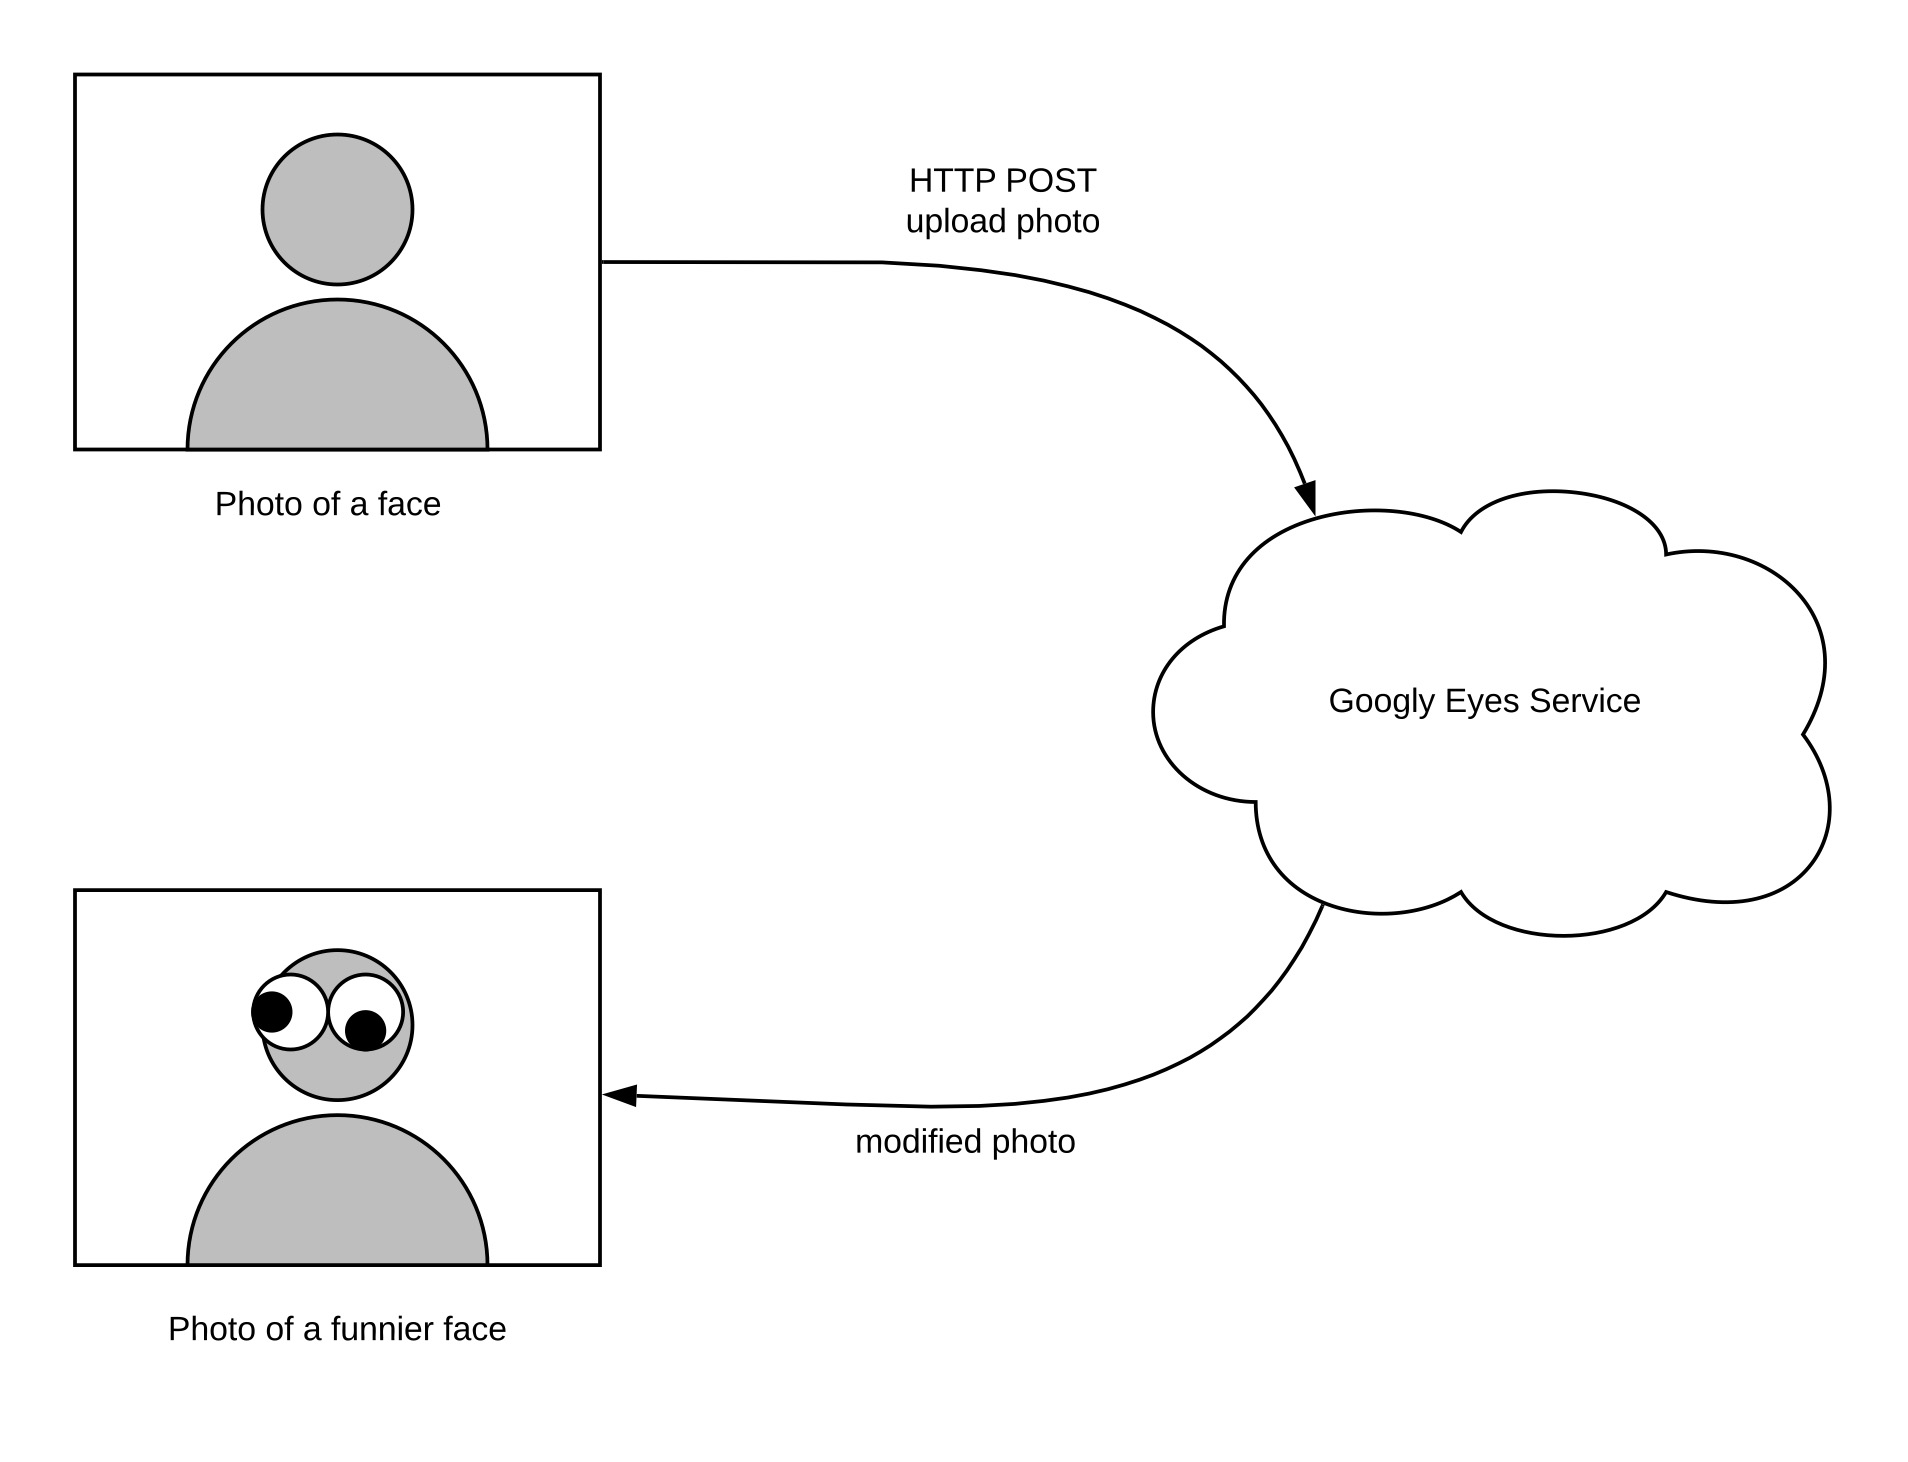 HTTP POST
upload photo
Photo of a face
Googly Eyes Service
modified photo
Photo of a funnier face